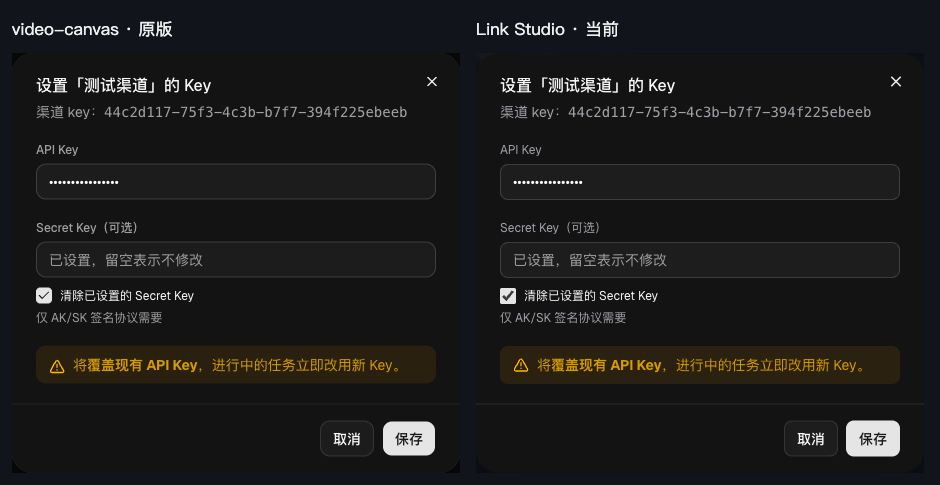 video-canvas · 原版
设置「测试渠道」的 Key
渠道 key：44c2d117-75f3-4c3b-b7f7-394f225ebeeb
API Key
•••••••••••••••
Secret Key（可选）
已设置，留空表示不修改
清除已设置的 Secret Key
仅 AK/SK 签名协议需要
将覆盖现有 API Key，进行中的任务立即改用新 Key。
取消
保存
Link Studio · 当前
设置「测试渠道」的 Key
渠道 key：44c2d117-75f3-4c3b-b7f7-394f225ebeeb
API Key
•••••••••••••••
Secret Key（可选）
已设置，留空表示不修改
清除已设置的 Secret Key
仅 AK/SK 签名协议需要
将覆盖现有 API Key，进行中的任务立即改用新 Key。
取消
保存